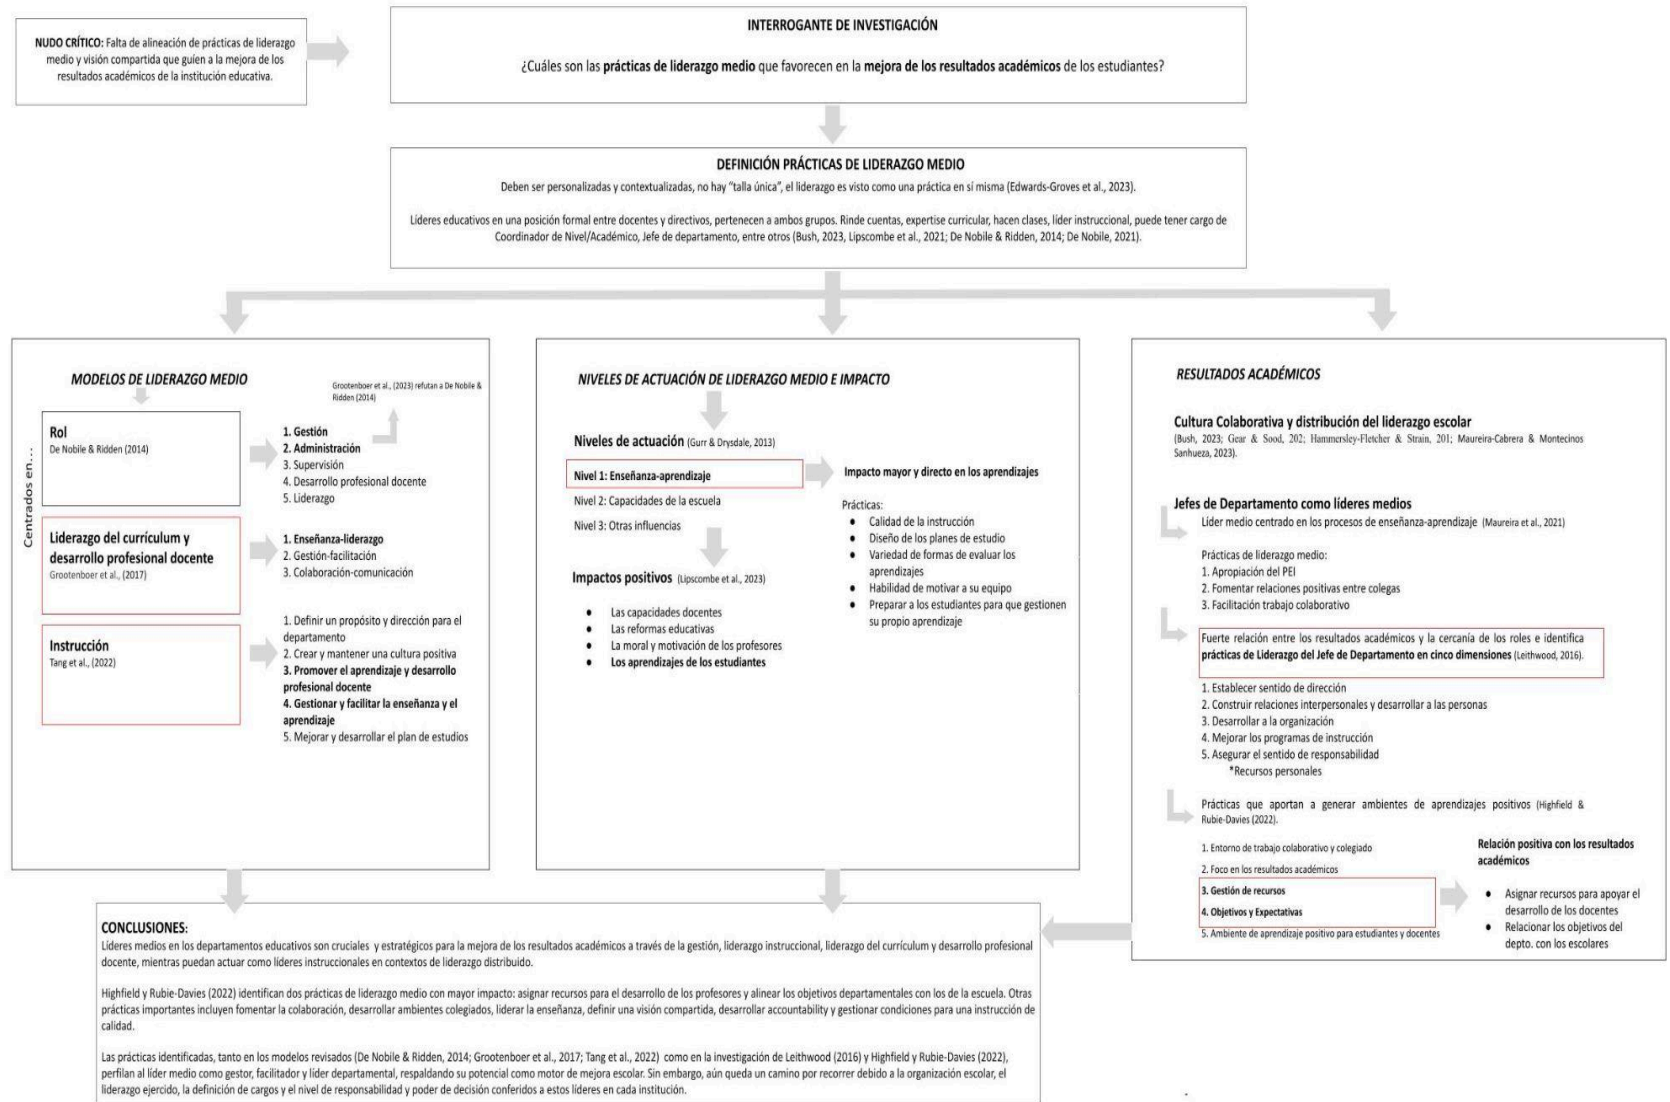 NUDO CRÍTICO: Falta de alineación de prácticas de liderazgo
medio y visión compartida que guíen a la mejora de los
resultados académicos de la institución educativa.
INTERROGANTE DE INVESTIGACIÓN
¿Cuáles son las prácticas de liderazgo medio que favorecen en la mejora de los resultados académicos de los estudiantes?
DEFINICIÓN PRÁCTICAS DE LIDERAZGO MEDIO
Deben ser personalizadas y contextualizadas, no hay "talla única", el liderazgo es visto como una práctica en sí misma (Edwards-Groves et al., 2023).
Líderes educativos en una posición formal entre docentes y directivos, pertenecen a ambos grupos. Rinde cuentas, expertise curricular, hacen clases, líder instruccional, puede tener cargo de
Coordinador de Nivel/Académico, Jefe de departamento, entre otros (Bush, 2023, Lipscombe et al., 2021; De Nobile & Ridden, 2014; De Nobile, 2021).
MODELOS DE LIDERAZGO MEDIO
Grootenboer et al., (2023) refutan a De Nobile &
Ridden (2014)
Centrados en...
Rol
De Nobile & Ridden (2014)
1. Gestión
2. Administración
3. Supervisión
4. Desarrollo profesional docente
5. Liderazgo
Liderazgo del currículum y
desarrollo profesional docente
Grootenboer et al., (2017)
1. Enseñanza-liderazgo
2. Gestión-facilitación
3. Colaboración-comunicación
Instrucción
Tang et al., (2022)
1. Definir un propósito y dirección para el
departamento
2. Crear y mantener una cultura positiva
3. Promover el aprendizaje y desarrollo
profesional docente
4. Gestionar y facilitar la enseñanza y el
aprendizaje
5. Mejorar y desarrollar el plan de estudios
NIVELES DE ACTUACIÓN DE LIDERAZGO MEDIO E IMPACTO
Niveles de actuación (Gurr & Drysdale, 2013)
Nivel 1: Enseñanza-aprendizaje
Nivel 2: Capacidades de la escuela
Nivel 3: Otras influencias
Impactos positivos (Lipscombe et al., 2023)
● Las capacidades docentes
● Las reformas educativas
● La moral y motivación de los profesores
● Los aprendizajes de los estudiantes
Impacto mayor y directo en los aprendizajes
Prácticas:
● Calidad de la instrucción
● Diseño de los planes de estudio
● Variedad de formas de evaluar los
aprendizajes
● Habilidad de motivar a su equipo
● Preparar a los estudiantes para que gestionen
su propio aprendizaje
RESULTADOS ACADÉMICOS
Cultura Colaborativa y distribución del liderazgo escolar
(Bush, 2023; Gear & Sood, 202; Hammersley-Fletcher & Strain, 201; Maureira-Cabrera & Montecinos
Sanhueza, 2023).
Jefes de Departamento como líderes medios
Líder medio centrado en los procesos de enseñanza-aprendizaje (Maureira et al., 2021)
Prácticas de liderazgo medio:
1. Apropiación del PEI
2. Fomentar relaciones positivas entre colegas
3. Facilitación trabajo colaborativo
Fuerte relación entre los resultados académicos y la cercanía de los roles e identifica
prácticas de Liderazgo del Jefe de Departamento en cinco dimensiones (Leithwood, 2016).
1. Establecer sentido de dirección
2. Construir relaciones interpersonales y desarrollar a las personas
3. Desarrollar a la organización
4. Mejorar los programas de instrucción
5. Asegurar el sentido de responsabilidad
*Recursos personales
Prácticas que aportan a generar ambientes de aprendizajes positivos (Highfield &
Rubie-Davies (2022).
1. Entorno de trabajo colaborativo y colegiado
2. Foco en los resultados académicos
3. Gestión de recursos
4. Objetivos y Expectativas
5. Ambiente de aprendizaje positivo para estudiantes y docentes
Relación positiva con los resultados
académicos
● Asignar recursos para apoyar el
desarrollo de los docentes
● Relacionar los objetivos del
depto. con los escolares
CONCLUSIONES:
Líderes medios en los departamentos educativos son cruciales y estratégicos para la mejora de los resultados académicos a través de la gestión, liderazgo instruccional, liderazgo del currículum y desarrollo profesional
docente, mientras puedan actuar como líderes instruccionales en contextos de liderazgo distribuido.
Highfield y Rubie-Davies (2022) identifican dos prácticas de liderazgo medio con mayor impacto: asignar recursos para el desarrollo de los profesores y alinear los objetivos departamentales con los de la escuela. Otras
prácticas importantes incluyen fomentar la colaboración, desarrollar ambientes colegiados, liderar la enseñanza, definir una visión compartida, desarrollar accountability y gestionar condiciones para una instrucción de
calidad.
Las prácticas identificadas, tanto en los modelos revisados (De Nobile & Ridden, 2014; Grootenboer et al., 2017; Tang et al., 2022) como en la investigación de Leithwood (2016) y Highfield y Rubie-Davies (2022),
perfilan al líder medio como gestor, facilitador y líder departamental, respaldando su potencial como motor de mejora escolar. Sin embargo, aún queda un camino por recorrer debido a la organización escolar, el
liderazgo ejercido, la definición de cargos y el nivel de responsabilidad y poder de decisión conferidos a estos líderes en cada institución.